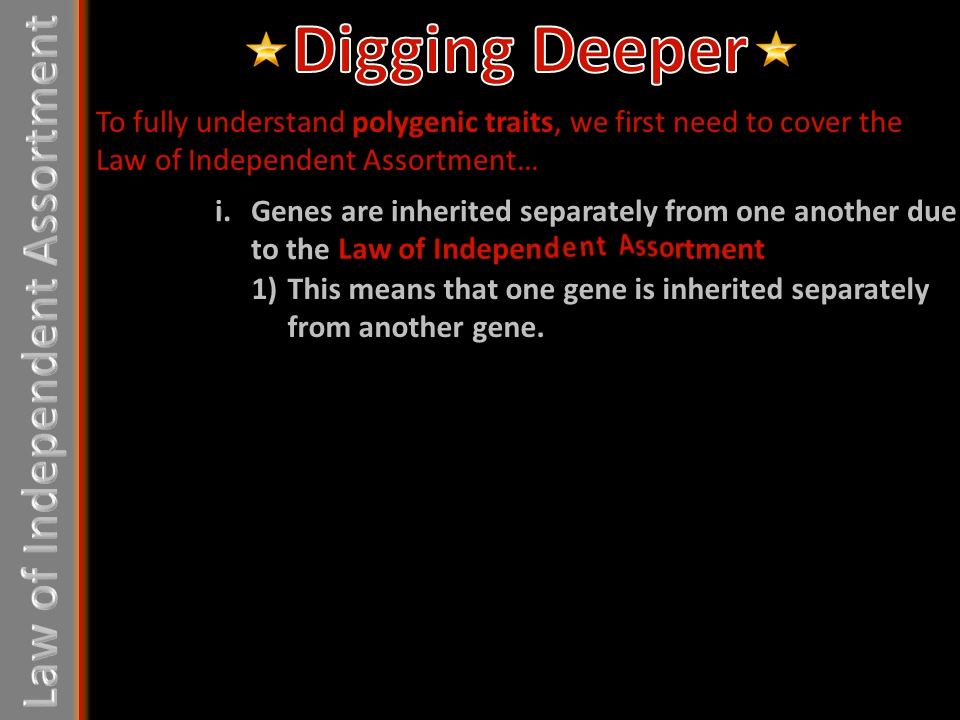 Law of Independent Assortment
Digging Deeper
To fully understand polygenic traits, we first need to cover the
Law of Independent Assortment…
i. Genes are inherited separately from one another due
to the Law of Independent Assortment
1) This means that one gene is inherited separately
from another gene.